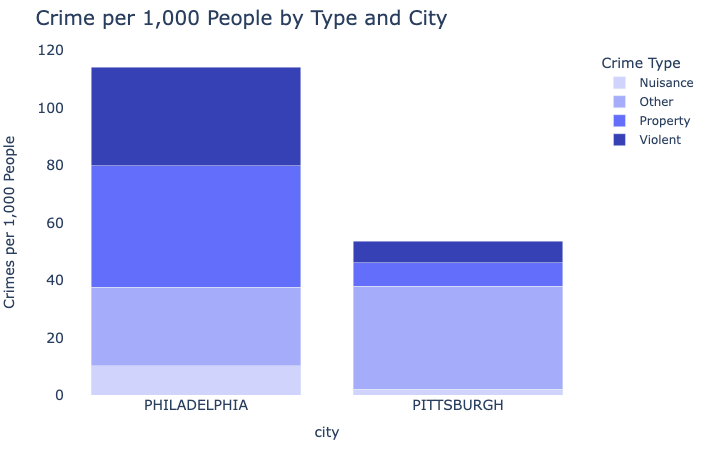 Crime per 1,000 People by Type and City
120
100
80
60
40
20
0
Crimes per 1,000 People
PHILADELPHIA
PITTSBURGH
city
Crime Type
Nuisance
Other
Property
Violent